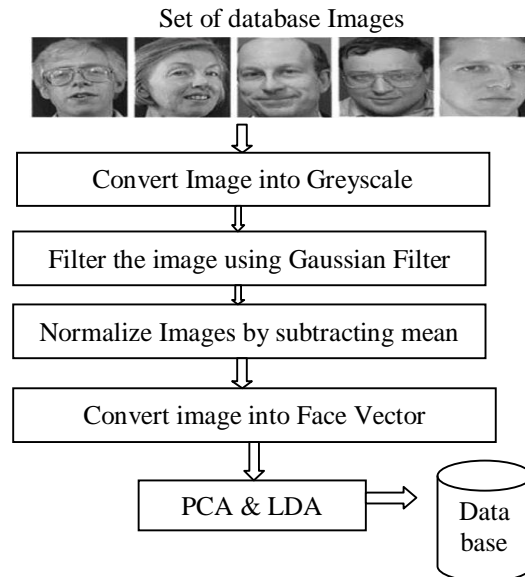 Set of database Images
Convert Image into Greyscale
Filter the image using Gaussian Filter
Normalize Images by subtracting mean
Convert image into Face Vector
PCA & LDA
Data
base